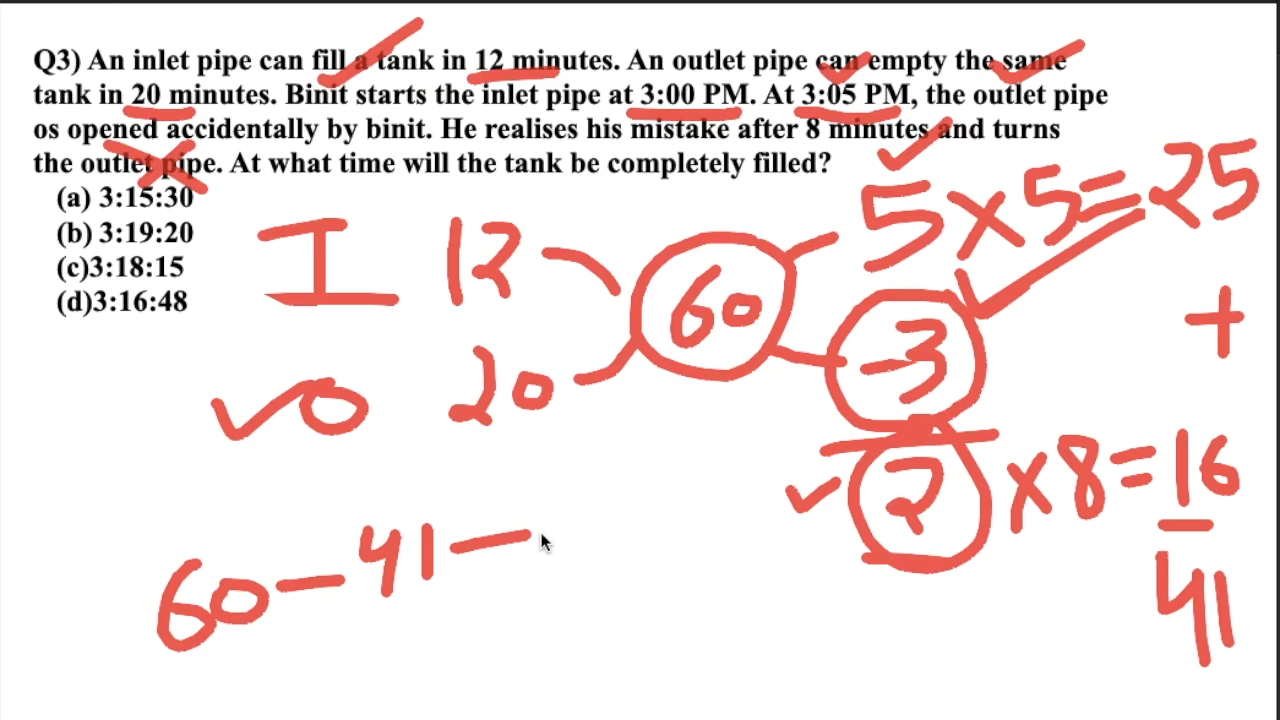 Q3) An inlet pipe can fill a tank in 12 minutes. An outlet pipe can empty the same
tank in 20 minutes. Binit starts the inlet pipe at 3:00 PM. At 3:05 PM, the outlet pipe
os opened accidentally by binit. He realises his mistake after 8 minutes and turns
the outlet pipe. At what time will the tank be completely filled?
(a) 3:15:30
(b) 3:19:20
(c)3:18:15
(d)3:16:48
I 12 60 5 x 5 = 25
+
O 20 -3
2 x 8 = 16
41
60 - 41 -